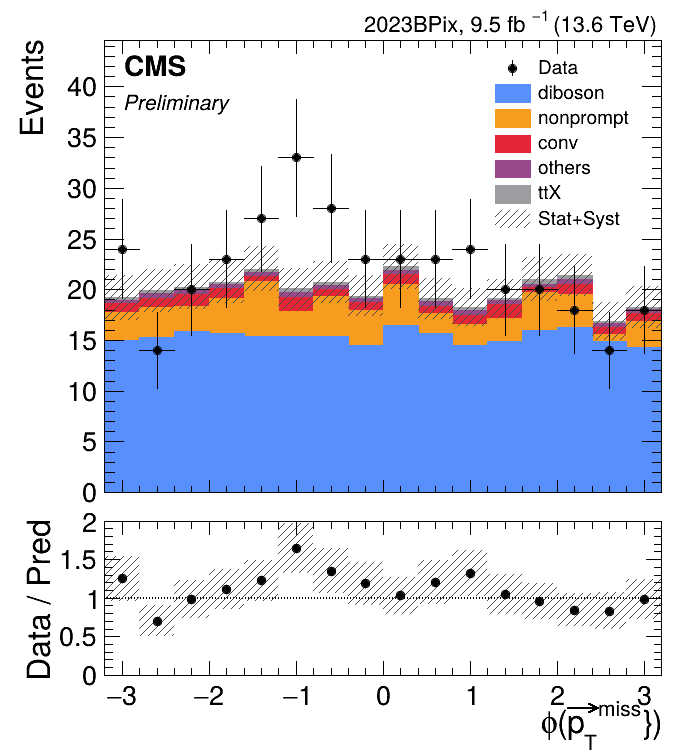 2023BPix, 9.5 fb⁻¹ (13.6 TeV)
CMS
Preliminary
Data
diboson
nonprompt
conv
others
ttX
Stat+Syst
Events
40
35
30
25
20
15
10
5
0
Data / Pred
2
1.5
1
0.5
0
−3 −2 −1 0 1 2 3
ϕ(p⃗_T^miss})